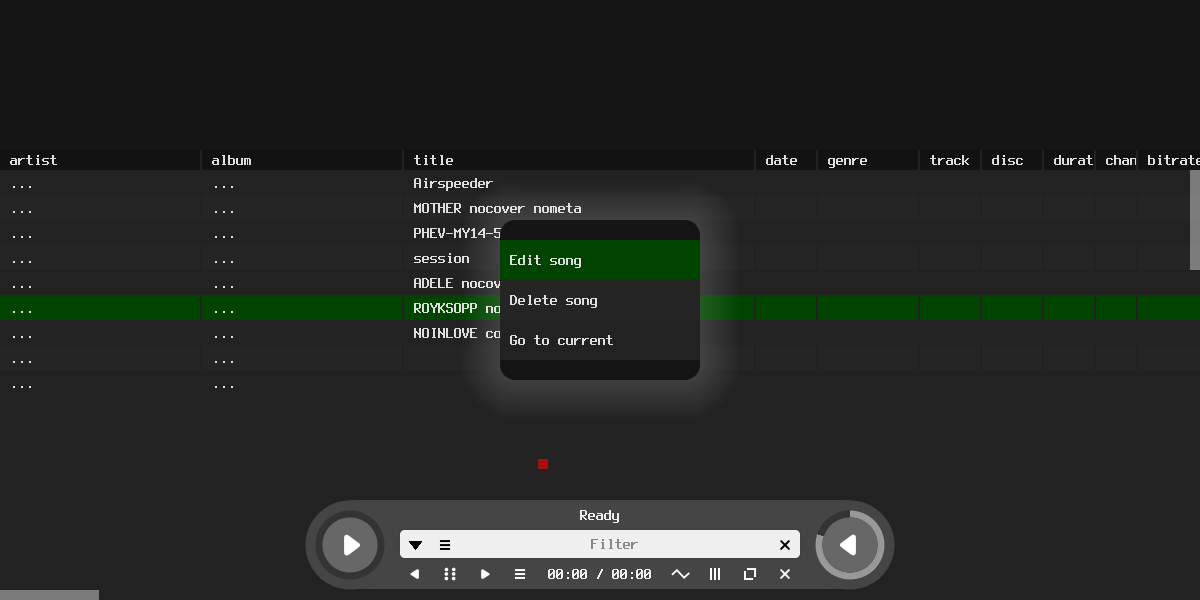 artist album title date genre track disc durat chan bitrate
... ... Airspeeder
... ... MOTHER nocover nometa
... ... PHEV-MY14-5
... ... session
... ... ADELE nocov
... ... ROYKSOPP no
... ... NOINLOVE co
... ...
... ...
Edit song
Delete song
Go to current
Ready
Filter
00:00 / 00:00